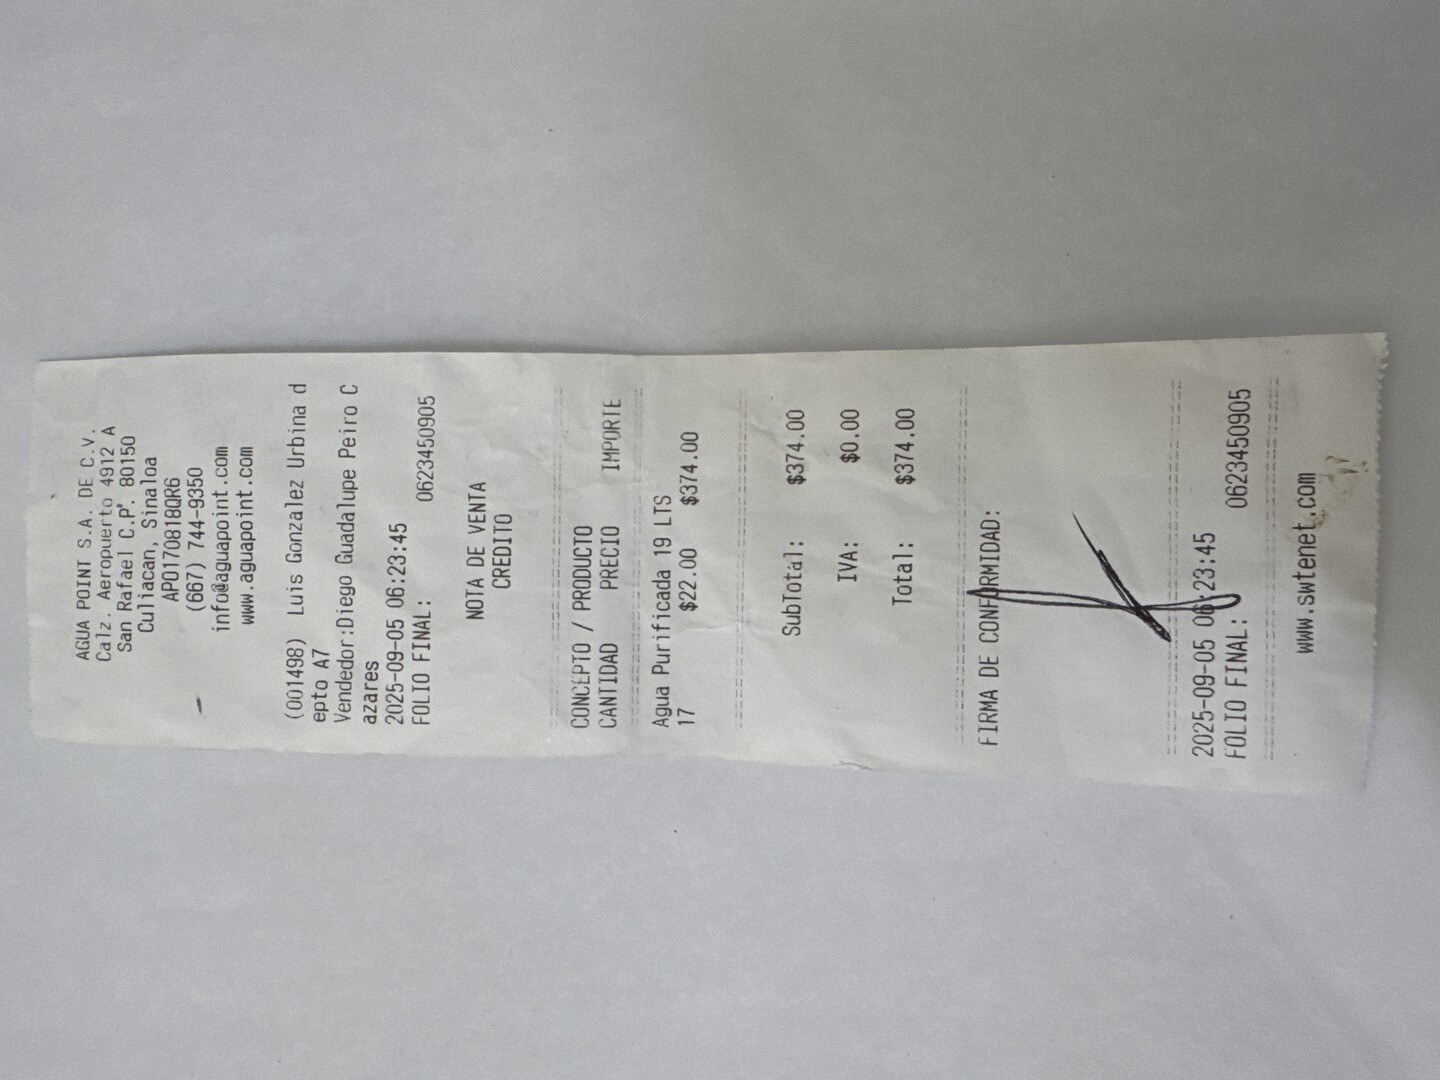 AGUA POINT S.A. DE C.V.
Calz. Aeropuerto 4912 A
San Rafael C.P. 80150
Culiacan, Sinaloa
APO170818QR6
(667) 744-9350
info@aguapoint.com
www.aguapoint.com
(001498) Luis Gonzalez Urbina d
epto A7
Vendedor:Diego Guadalupe Peiro C
azares
2025-09-05 06:23:45
FOLIO FINAL: 0623450905
NOTA DE VENTA
CREDITO
CONCEPTO / PRODUCTO
CANTIDAD PRECIO IMPORTE
Agua Purificada 19 LTS
17 $22.00 $374.00
SubTotal: $374.00
IVA: $0.00
Total: $374.00
FIRMA DE CONFORMIDAD:
2025-09-05 06:23:45
FOLIO FINAL: 0623450905
www.swtenet.com